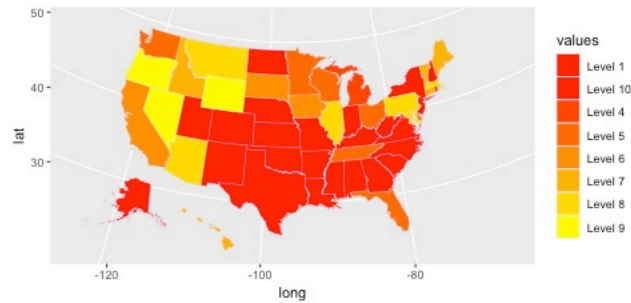 50
40
30
lat
-120
-100
-80
long
values
Level 1
Level 10
Level 4
Level 5
Level 6
Level 7
Level 8
Level 9